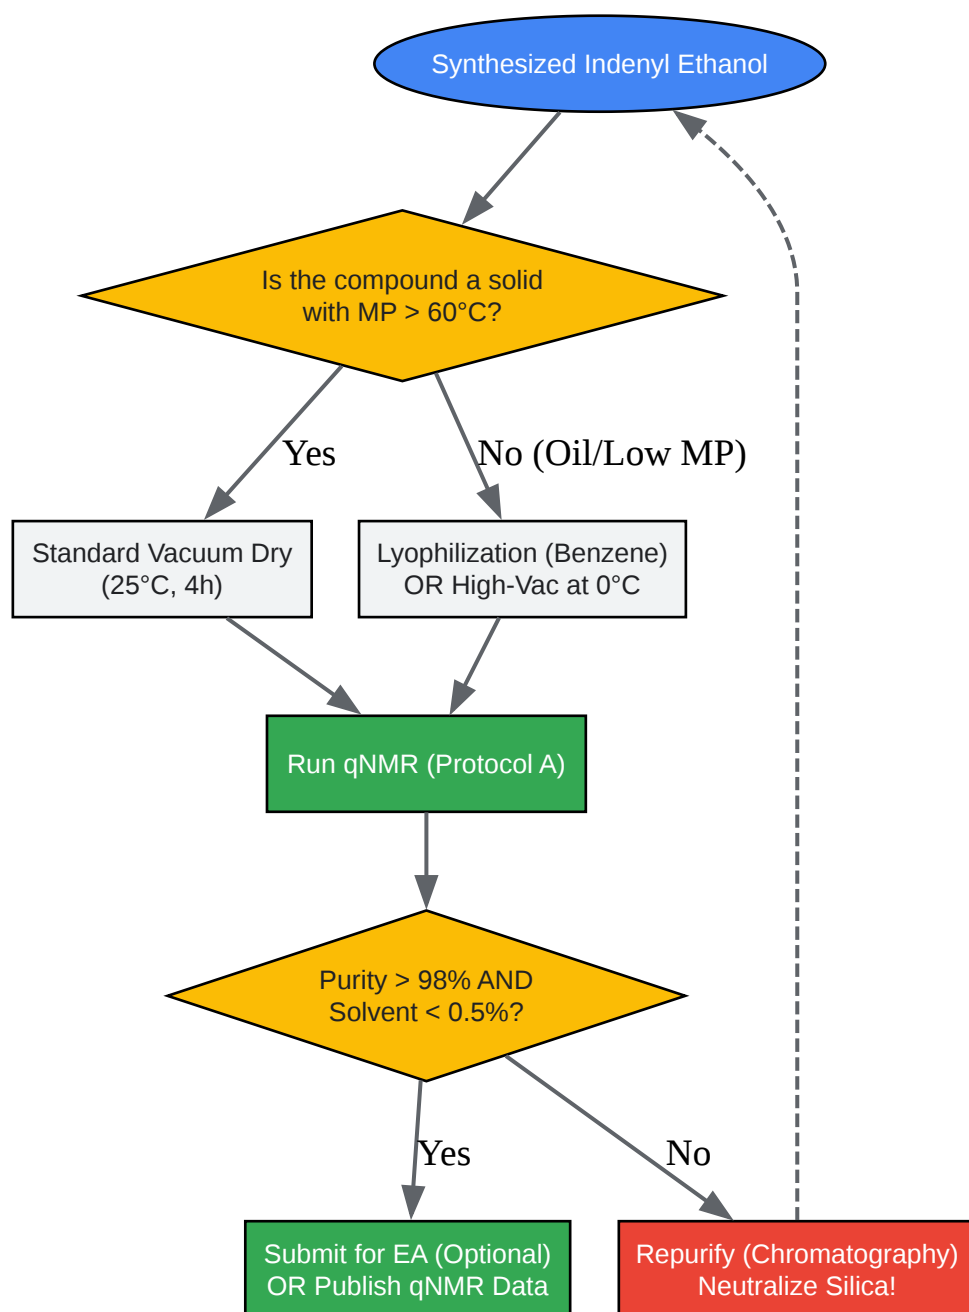 Synthesized Indenyl Ethanol
Is the compound a solid
with MP > 60°C?
Yes
No (Oil/Low MP)
Standard Vacuum Dry
(25°C, 4h)
Lyophilization (Benzene)
OR High-Vac at 0°C
Run qNMR (Protocol A)
Purity > 98% AND
Solvent < 0.5%?
Yes
No
Submit for EA (Optional)
OR Publish qNMR Data
Repurify (Chromatography)
Neutralize Silica!